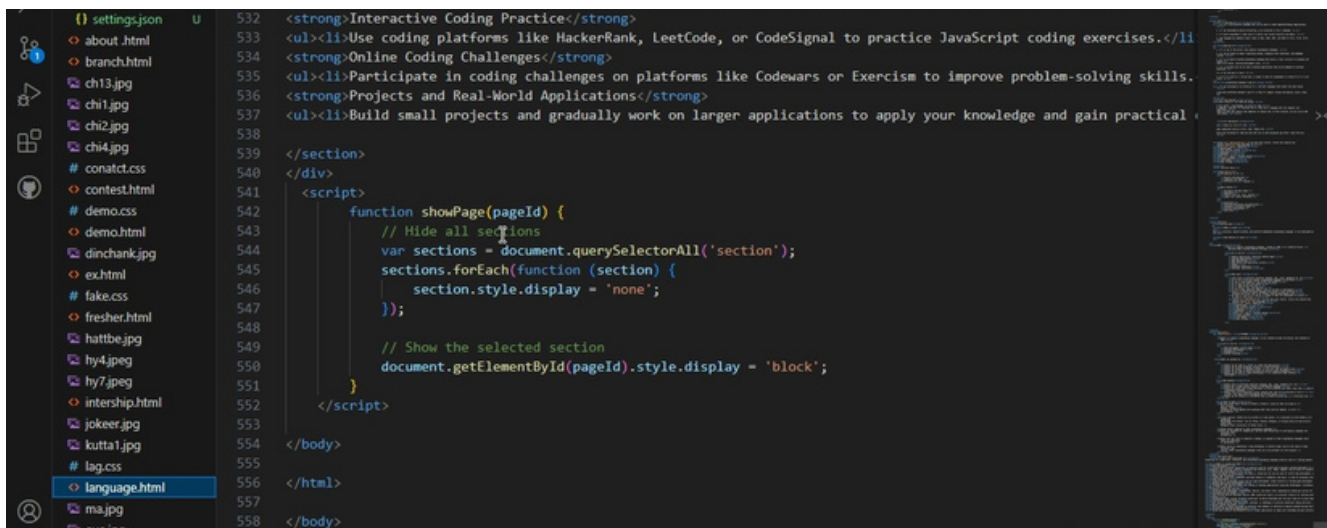 {} settings.json U
<> about .html
<> branch.html
ch13.jpg
chi1.jpg
chi2.jpg
chi4.jpg
# conatct.css
<> contest.html
# demo.css
<> demo.html
dinchank.jpg
<> ex.html
# fake.css
<> fresher.html
hattbe.jpg
hy4.jpeg
hy7.jpeg
<> intership.html
jokeer.jpg
kutta1.jpg
# lag.css
<> language.html
ma.jpg
1
532 <strong>Interactive Coding Practice</strong>
533 <ul><li>Use coding platforms like HackerRank, LeetCode, or CodeSignal to practice JavaScript coding exercises.</li
534 <strong>Online Coding Challenges</strong>
535 <ul><li>Participate in coding challenges on platforms like Codewars or Exercism to improve problem-solving skills.
536 <strong>Projects and Real-World Applications</strong>
537 <ul><li>Build small projects and gradually work on larger applications to apply your knowledge and gain practical
538
539 </section>
540 </div>
541 <script>
542 function showPage(pageId) {
543 // Hide all sections
544 var sections = document.querySelectorAll('section');
545 sections.forEach(function (section) {
546 section.style.display = 'none';
547 });
548
549 // Show the selected section
550 document.getElementById(pageId).style.display = 'block';
551 }
552 </script>
553
554 </body>
555
556 </html>
557
558 </body>